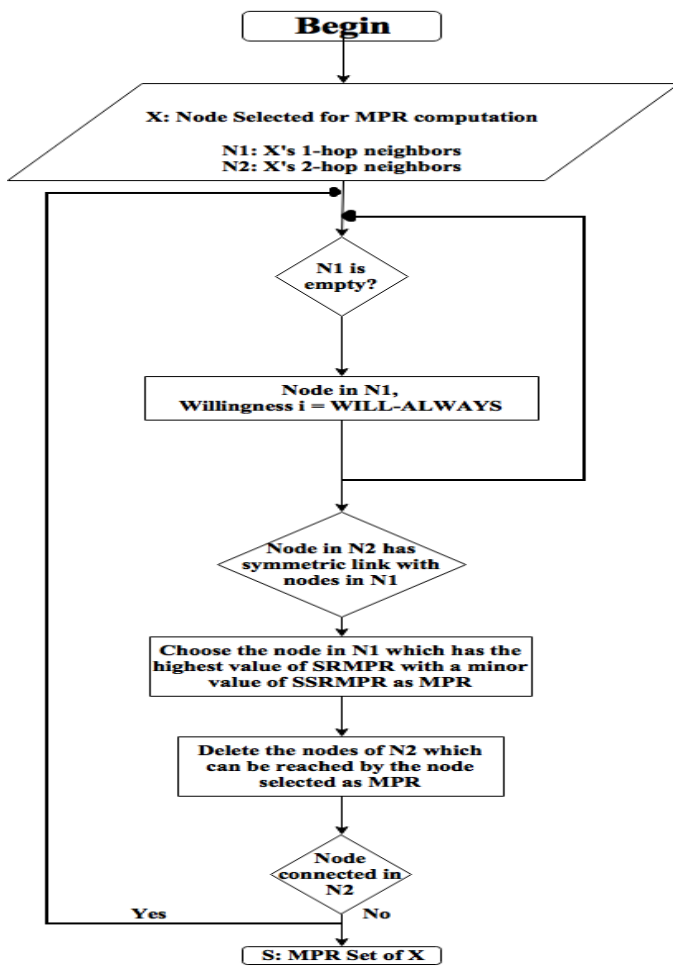 Begin
X: Node Selected for MPR computation
N1: X's 1-hop neighbors
N2: X's 2-hop neighbors
N1 is
empty?
Node in N1,
Willingness i = WILL-ALWAYS
Node in N2 has
symmetric link with
nodes in N1
Choose the node in N1 which has the
highest value of SRMPR with a minor
value of SSRMPR as MPR
Delete the nodes of N2 which
can be reached by the node
selected as MPR
Node
connected in
N2
Yes
No
S: MPR Set of X